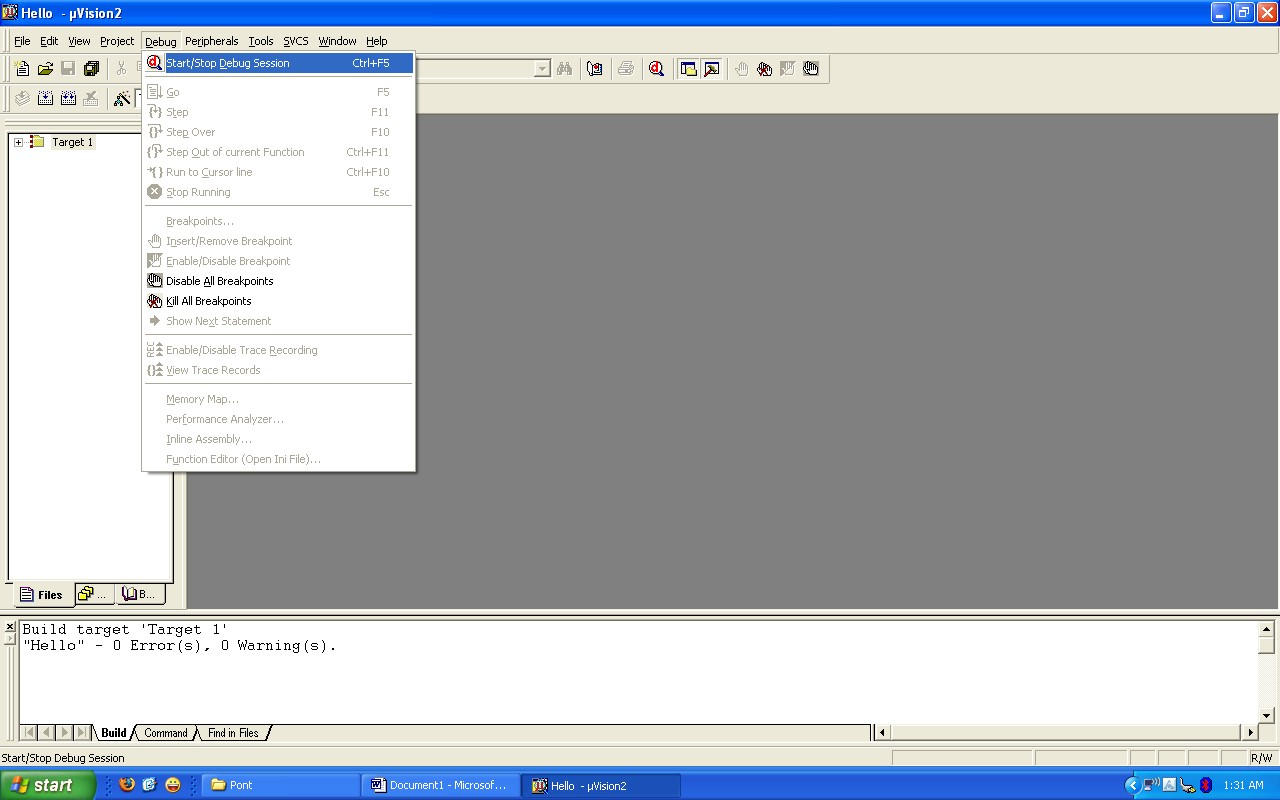 Hello - µVision2
File Edit View Project Debug Peripherals Tools SVCS Window Help
Start/Stop Debug Session Ctrl+F5
Go F5
Step F11
Step Over F10
Step Out of current Function Ctrl+F11
Run to Cursor line Ctrl+F10
Stop Running Esc
Breakpoints...
Insert/Remove Breakpoint
Enable/Disable Breakpoint
Disable All Breakpoints
Kill All Breakpoints
Show Next Statement
Enable/Disable Trace Recording
View Trace Records
Memory Map...
Performance Analyzer...
Inline Assembly...
Function Editor (Open Ini File)...
Target 1
Files ... B...
Build target 'Target 1'
"Hello" - 0 Error(s), 0 Warning(s).
Build Command Find in Files
Start/Stop Debug Session R/W
start Pont Document1 - Microsof... Hello - µVision2 1:31 AM